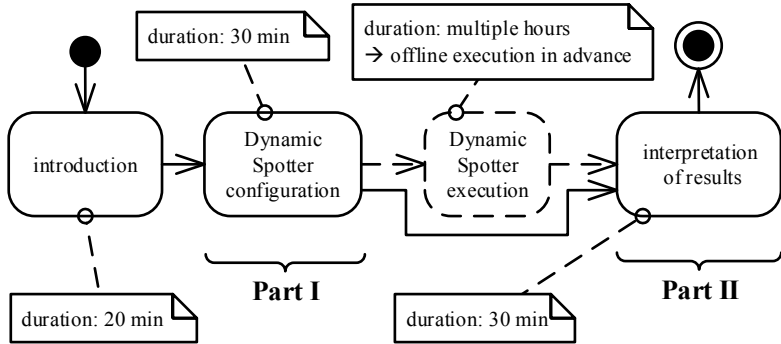 duration: 30 min
duration: multiple hours
→ offline execution in advance
introduction
Dynamic
Spotter
configuration
Dynamic
Spotter
execution
interpretation
of results
Part I
Part II
duration: 20 min
duration: 30 min